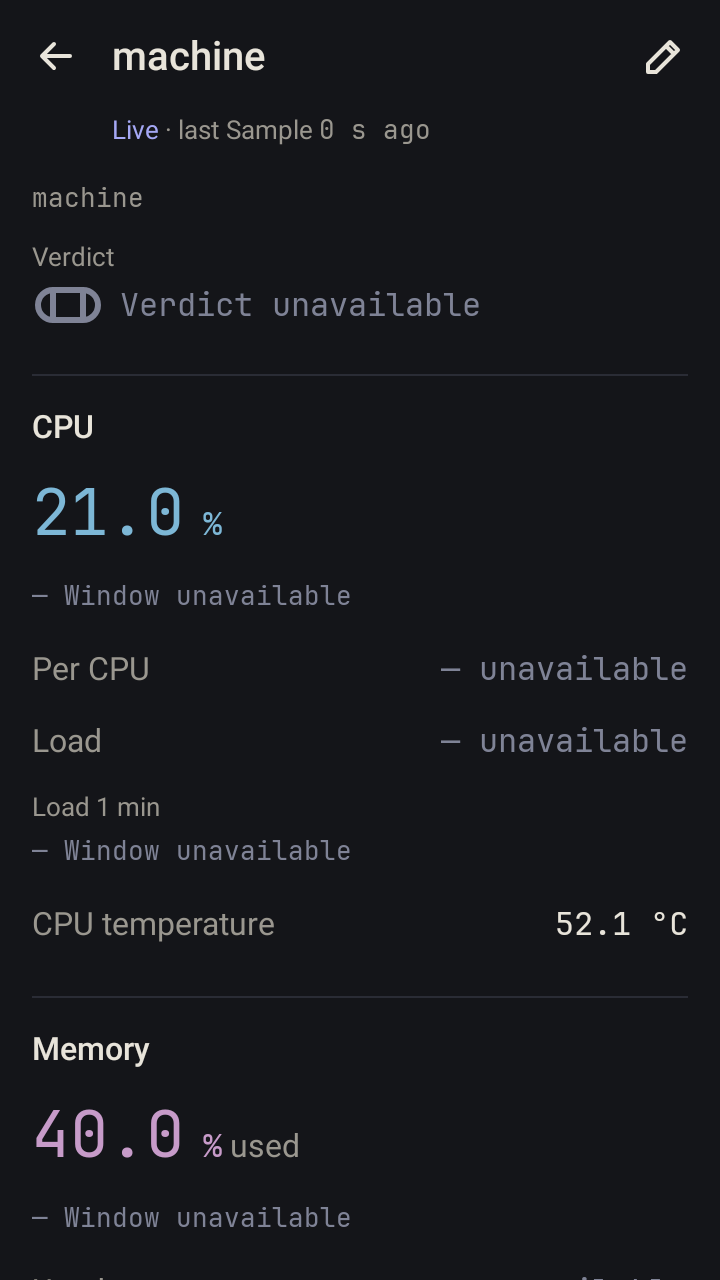 machine
Live · last Sample 0 s ago
machine
Verdict
Verdict unavailable
CPU
21.0 %
— Window unavailable
Per CPU — unavailable
Load — unavailable
Load 1 min
— Window unavailable
CPU temperature 52.1 °C
Memory
40.0 % used
— Window unavailable